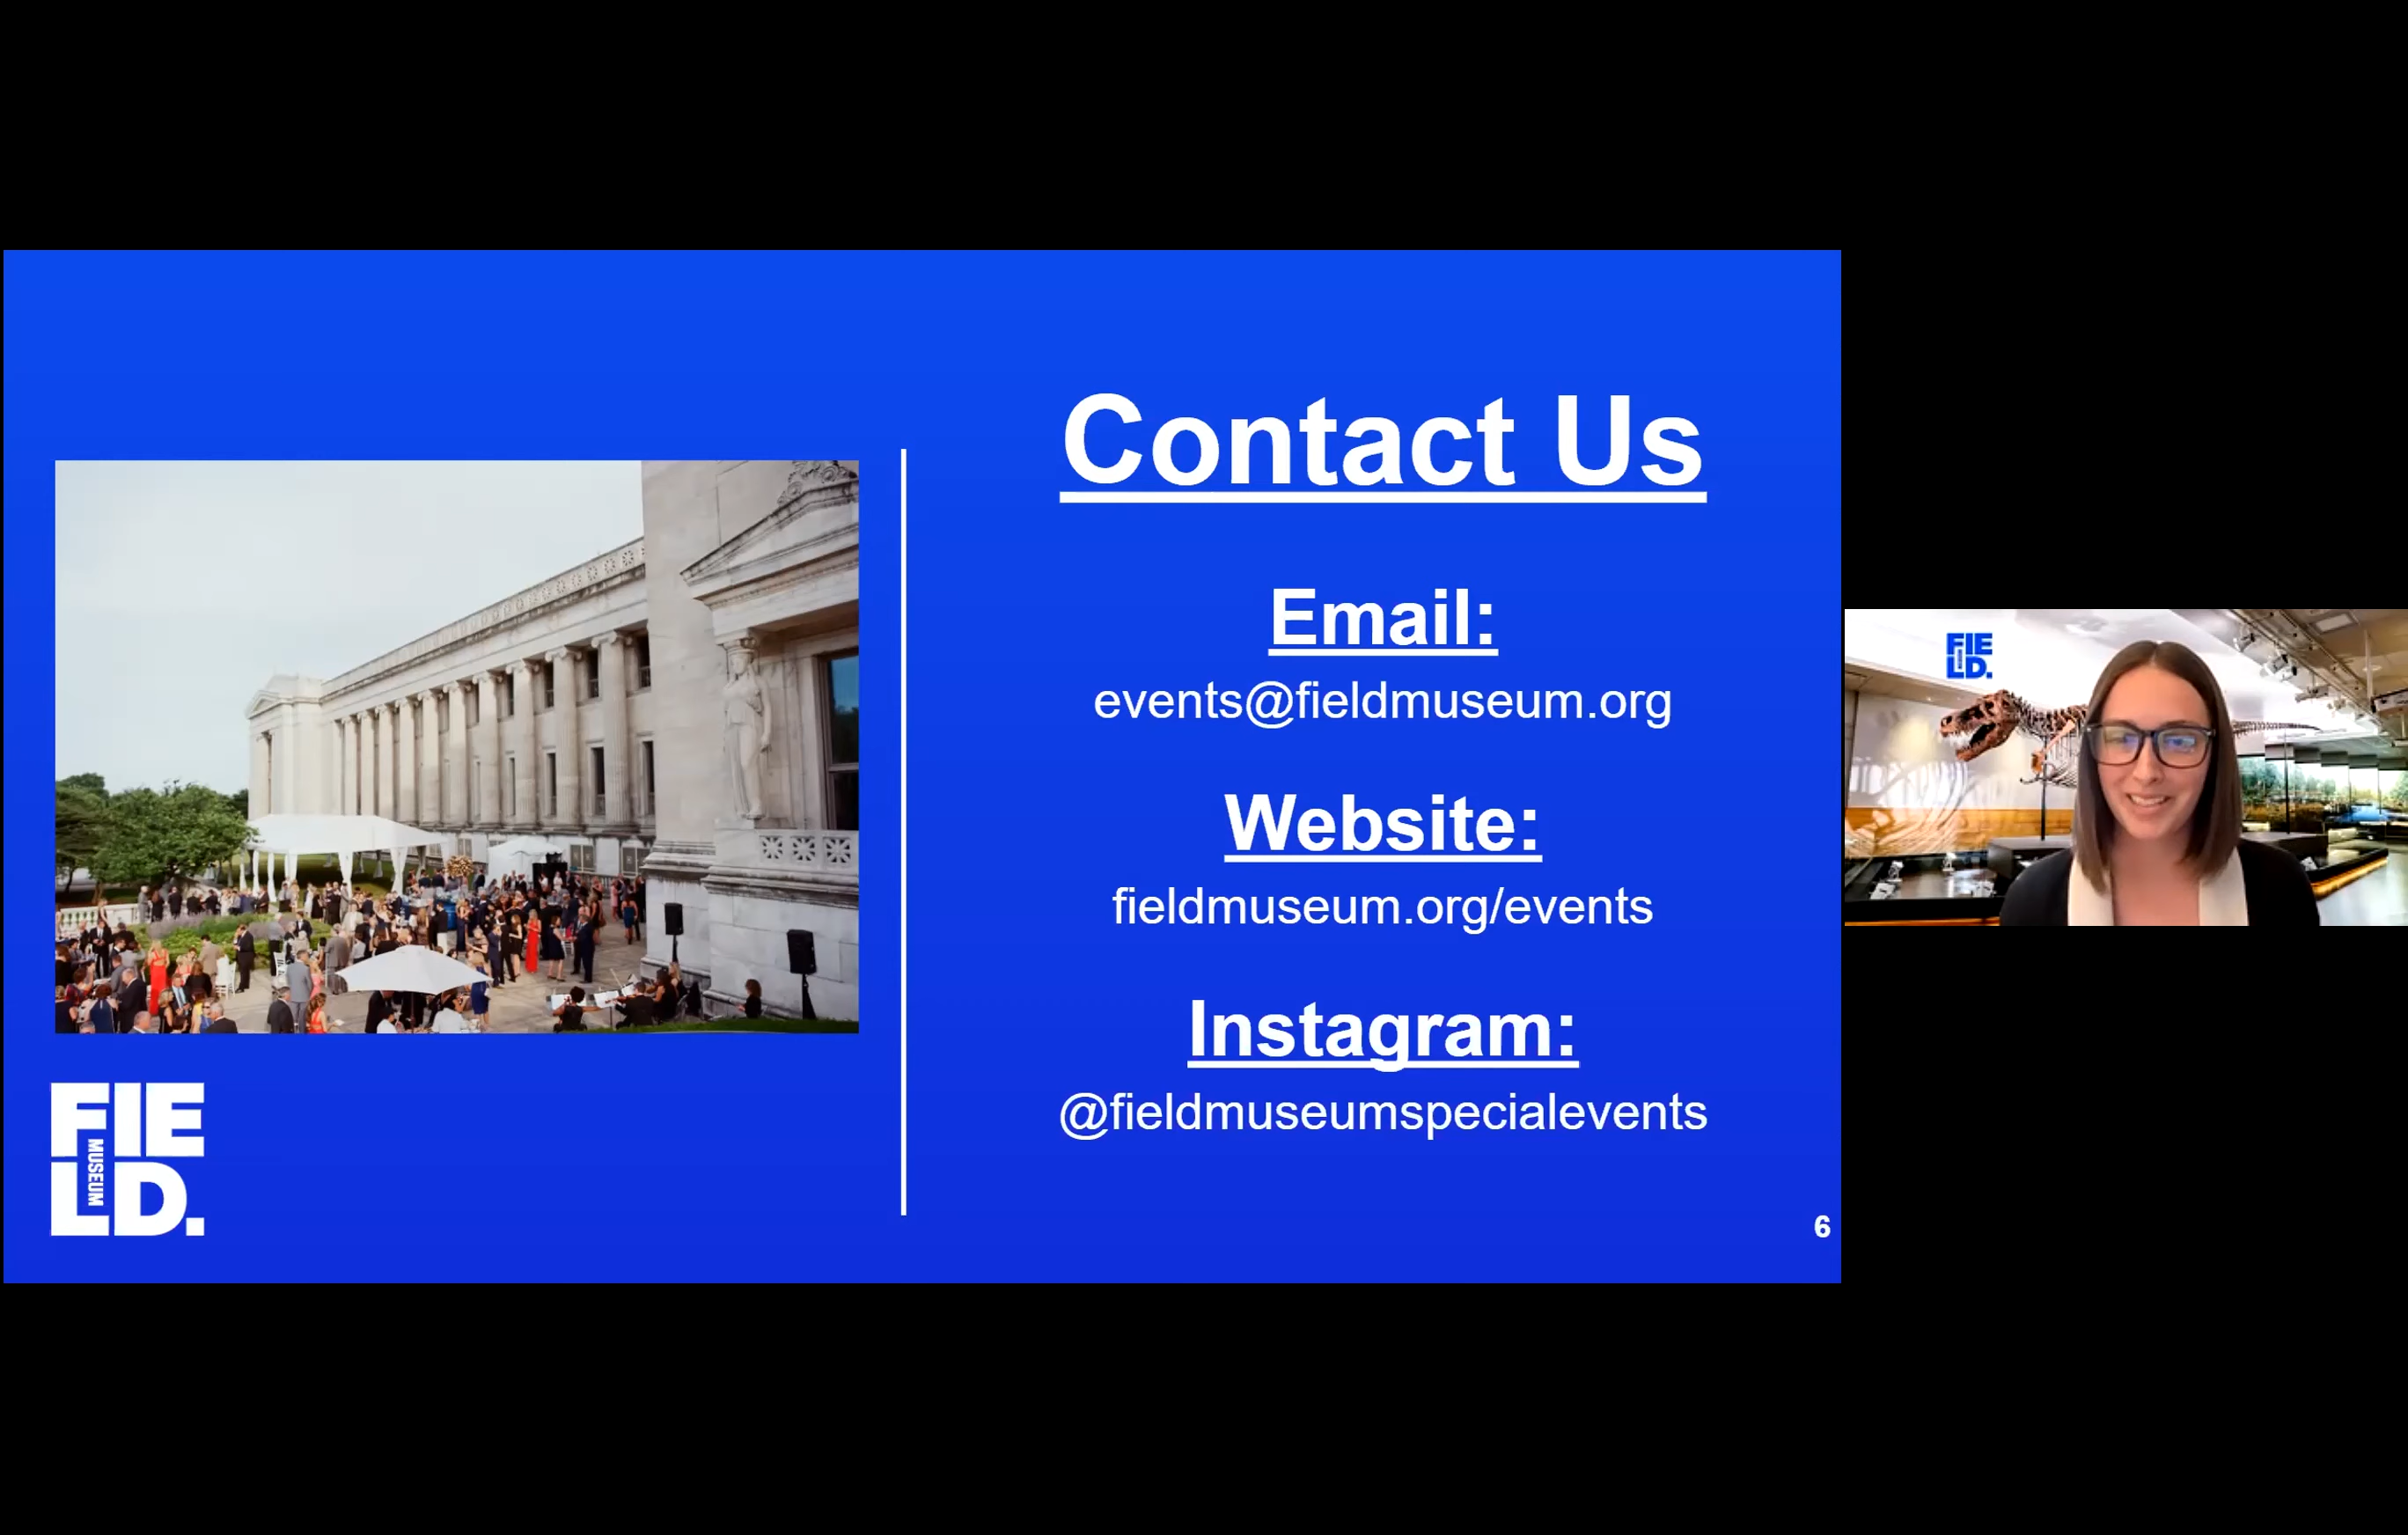 Contact Us
Email:
events@fieldmuseum.org
Website:
fieldmuseum.org/events
Instagram:
@fieldmuseumspecialevents
FIE
LD.
MUSEUM
6
FIE
LD.